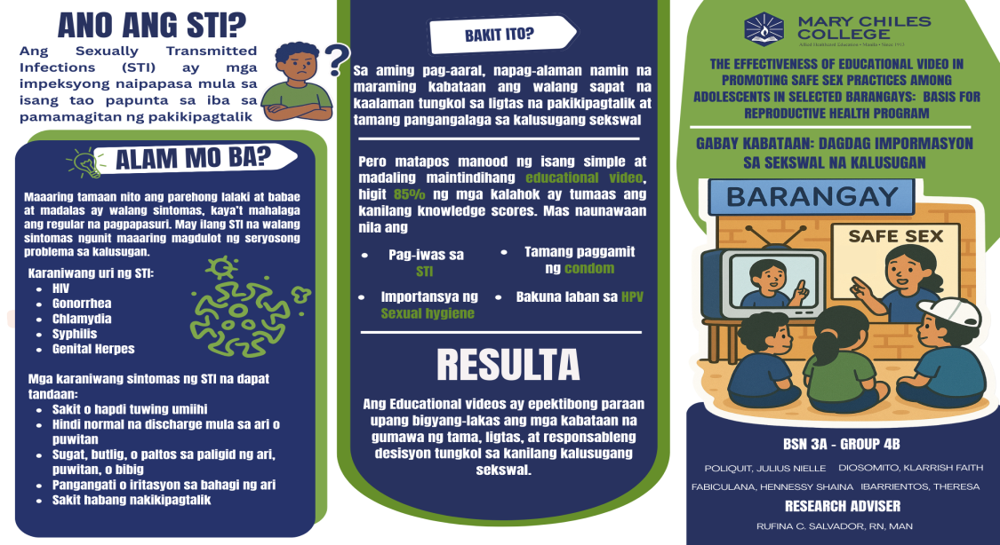 ANO ANG STI?
Ang Sexually Transmitted
Infections (STI) ay mga
impeksyong naipapasa mula sa
isang tao papunta sa iba sa
pamamagitan ng pakikipagtalik
?
ALAM MO BA?
Maaaring tamaan nito ang parehong lalaki at babae
at madalas ay walang sintomas, kaya't mahalaga
ang regular na pagpapasuri. May ilang STI na walang
sintomas ngunit maaaring magdulot ng seryosong
problema sa kalusugan.
Karaniwang uri ng STI:
• HIV
• Gonorrhea
• Chlamydia
• Syphilis
• Genital Herpes
Mga karaniwang sintomas ng STI na dapat
tandaan:
• Sakit o hapdi tuwing umiihi
• Hindi normal na discharge mula sa ari o
puwitan
• Sugat, butlig, o paltos sa paligid ng ari,
puwitan, o bibig
• Pangangati o iritasyon sa bahagi ng ari
• Sakit habang nakikipagtalik
BAKIT ITO?
Sa aming pag-aaral, napag-alaman namin na
maraming kabataan ang walang sapat na
kaalaman tungkol sa ligtas na pakikipagtalik at
tamang pangangalaga sa kalusugan sekswal
Pero matapos manood ng isang simple at
madaling maintindihang educational video,
higit 85% ng mga kalahok ay tumaas ang
kanilang knowledge scores. Mas naunawaan
nila ang
• Pag-iwas sa
STI
• Tamang paggamit
ng condom
• Importansya ng
Sexual hygiene
• Bakuna laban sa HPV
RESULTA
Ang Educational videos ay epektibong paraan
upang bigyang-lakas ang mga kabataan na
gumawa ng tama, ligtas, at responsableng
desisyon tungkol sa kanilang kalusugang
sekswal.
MARY CHILES
COLLEGE
Allied Healthcard Education • Manila • Since 1911
THE EFFECTIVENESS OF EDUCATIONAL VIDEO IN
PROMOTING SAFE SEX PRACTICES AMONG
ADOLESCENTS IN SELECTED BARANGAYS: BASIS FOR
REPRODUCTIVE HEALTH PROGRAM
GABAY KABATAAN: DAGDAG IMPORMASYON
SA SEKSWAL NA KALUSUGAN
BARANGAY
SAFE SEX
BSN 3A - GROUP 4B
POLIQUIT, JULIUS NIELLE DIOSOMITO, KLARRISH FAITH
FABICULANA, HENNESSY SHAINA IBARRIENTOS, THERESA
RESEARCH ADVISER
RUFINA C. SALVADOR, RN, MAN